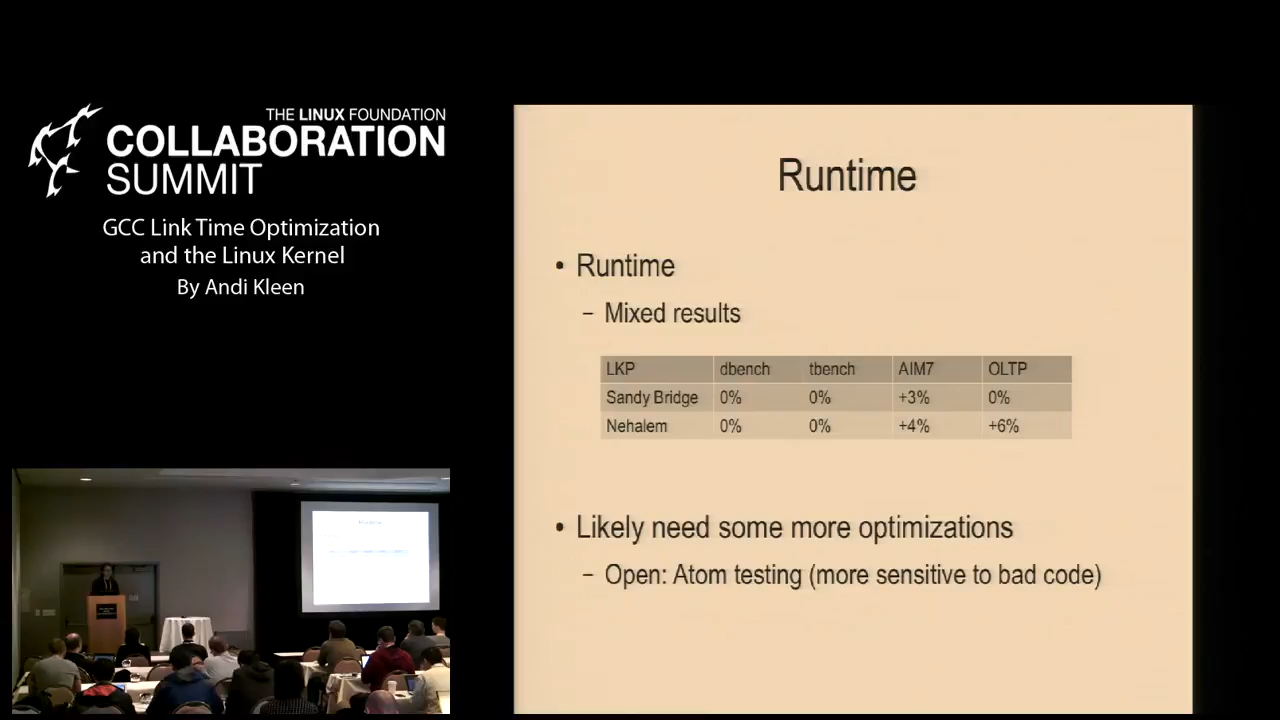 THE LINUX FOUNDATION
COLLABORATION
SUMMIT
GCC Link Time Optimization
and the Linux Kernel
By Andi Kleen
Runtime
• Runtime
– Mixed results
LKP dbench tbench AIM7 OLTP
Sandy Bridge 0% 0% +3% 0%
Nehalem 0% 0% +4% +6%
• Likely need some more optimizations
– Open: Atom testing (more sensitive to bad code)
Runtime